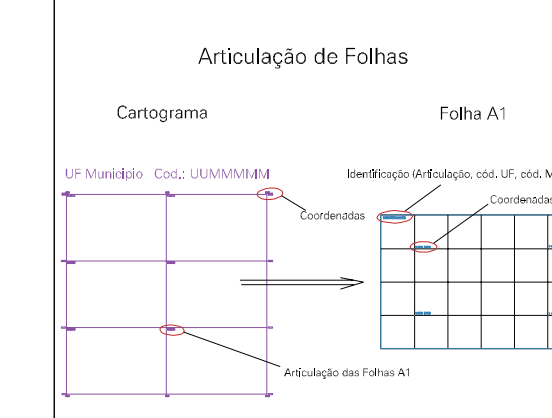 Articulação de Folhas
Cartograma
Folha A1
UF Municipio Cod.: UUMMMMM
Identificação (Articulação, cód. UF, cód. M
Coordenadas
Coordenadas
Articulação das Folhas A1